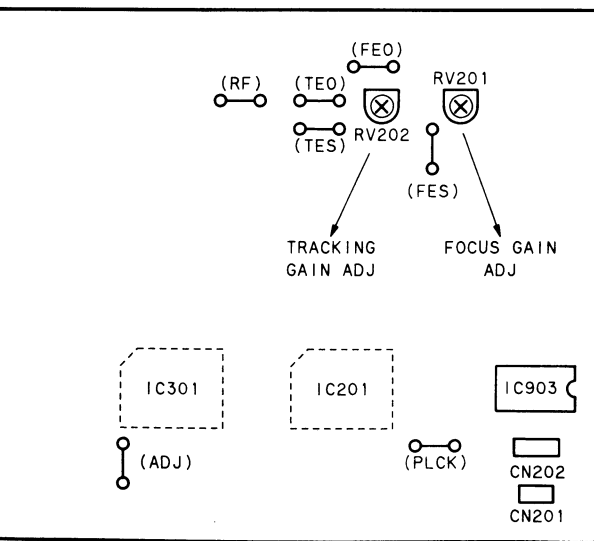 (FEO)
(RF)
(TEO)
RV201
(TES)
RV202
(FES)
TRACKING
GAIN ADJ
FOCUS GAIN
ADJ
IC301
IC201
IC903
(ADJ)
(PLCK)
CN202
CN201